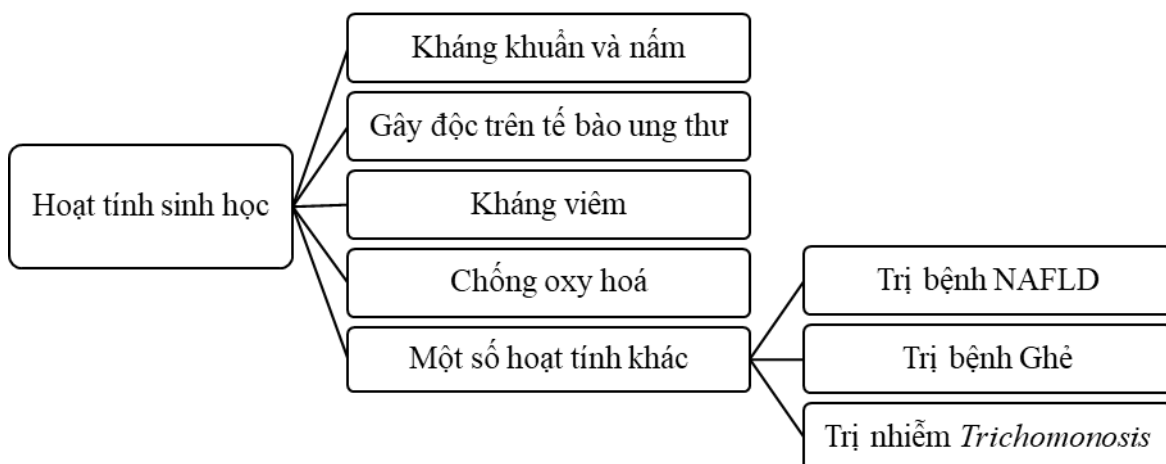 Kháng khuẩn và nấm
Gây độc trên tế bào ung thư
Hoạt tính sinh học
Kháng viêm
Chống oxy hoá
Trị bệnh NAFLD
Một số hoạt tính khác
Trị bệnh Ghẻ
Trị nhiễm Trichomonosis